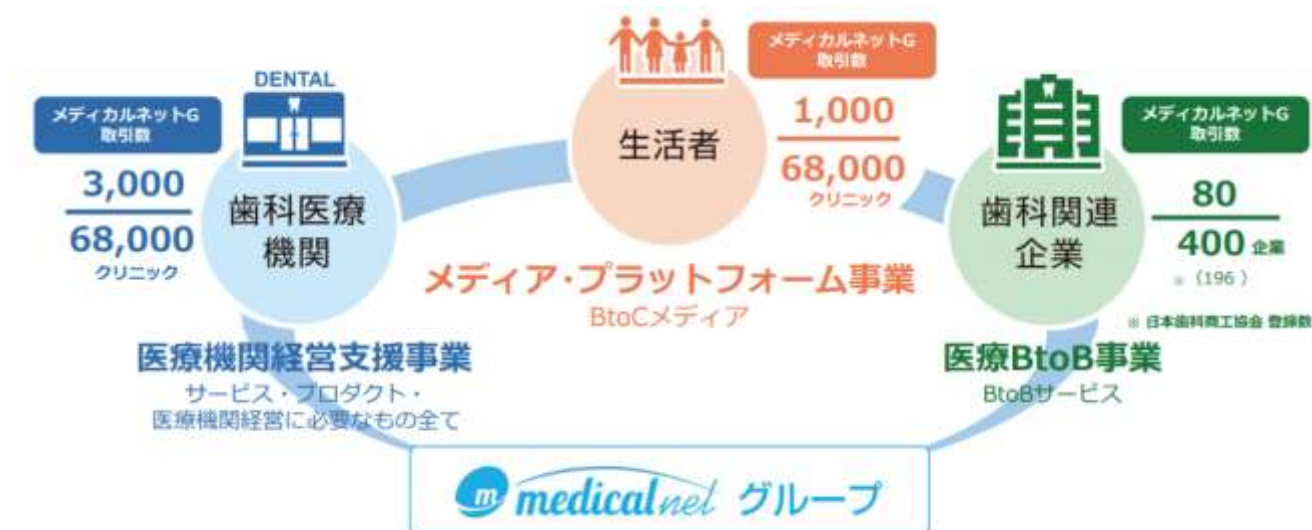 DENTAL
メディカルネットG
取引数
3,000
68,000
クリニック
歯科医療
機関
医療機関経営支援事業
サービス・プロダクト・
医療機関経営に必要なもの全て
生活者
メディカルネットG
取引数
1,000
68,000
クリニック
メディア・プラットフォーム事業
BtoCメディア
歯科関連
企業
メディカルネットG
取引数
80
400 企業
※（196）
※ 日本歯科商工協会 登録数
医療BtoB事業
BtoBサービス
m medicalnet グループ